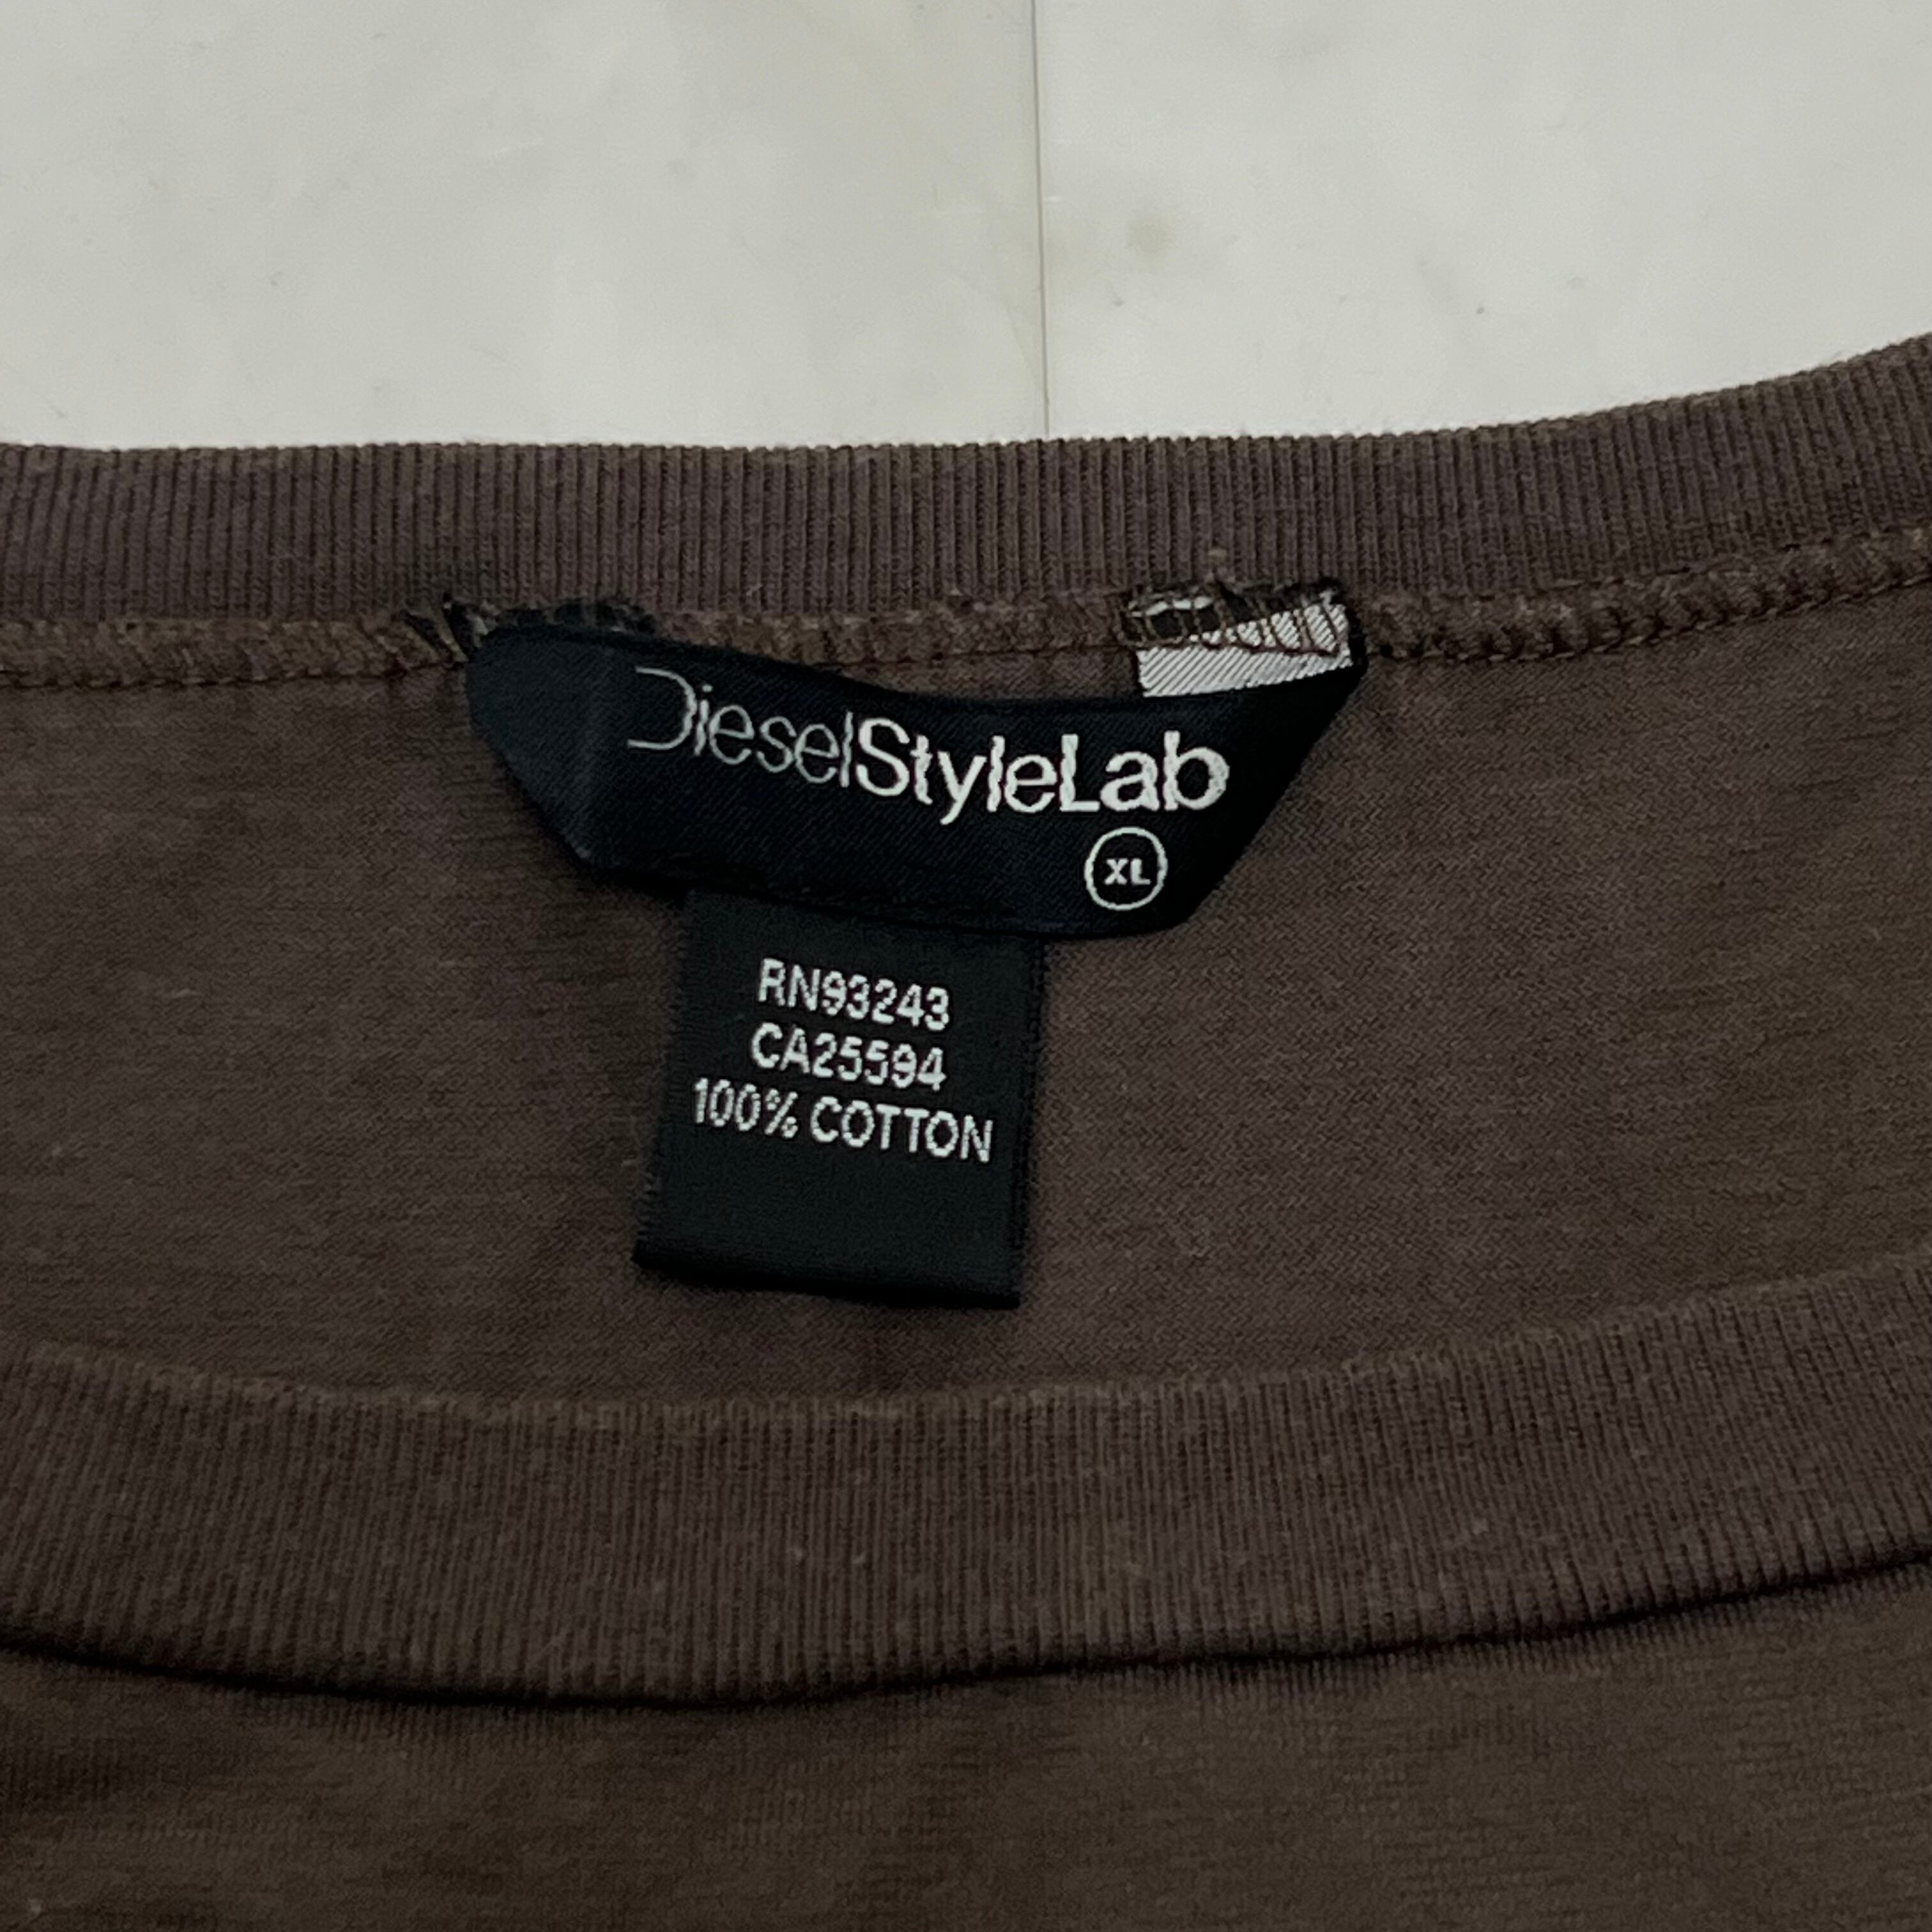 DieselStyleLab
XL
RN93243
CA25594
100% COTTON